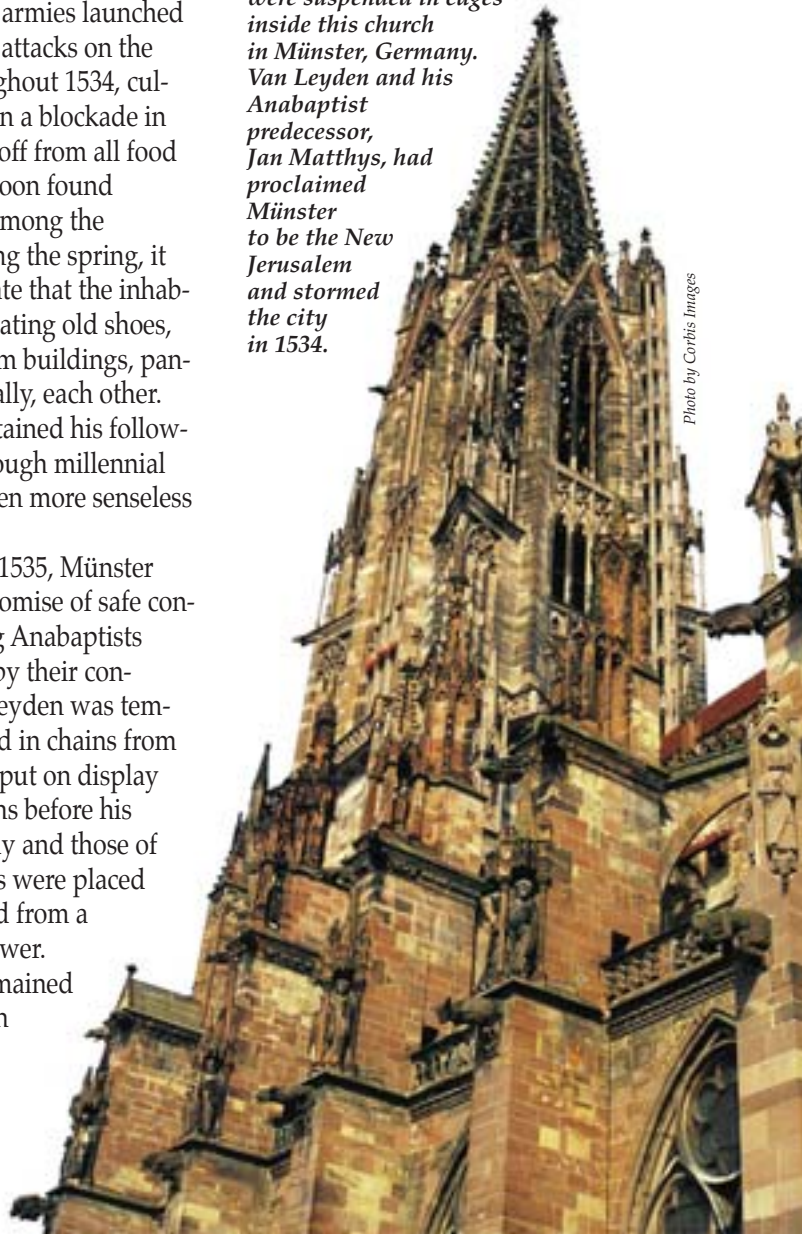 armies launched
attacks on the
ghout 1534, cul-
n a blockade in
off from all food
oon found
mong the
ng the spring, it
te that the inhab-
ating old shoes,
m buildings, pan-
ally, each other.
tained his follow-
ough millennial
en more senseless
1535, Münster
omise of safe con-
g Anabaptists
by their con-
eyden was tem-
d in chains from
put on display
ns before his
y and those of
s were placed
d from a
wer.
mained
n
were suspended in cages
inside this church
in Münster, Germany.
Van Leyden and his
Anabaptist
predecessor,
Jan Matthys, had
proclaimed
Münster
to be the New
Jerusalem
and stormed
the city
in 1534.
Photo by Corbis Images